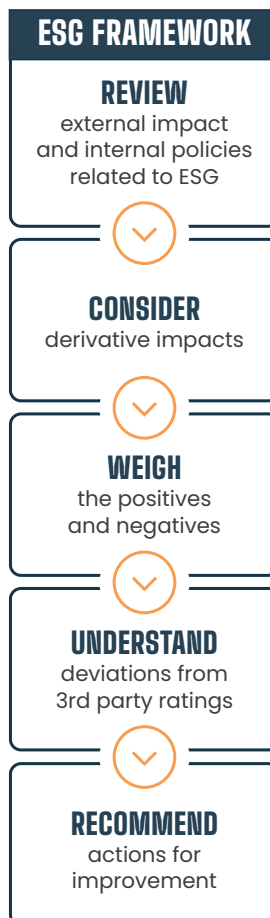 ESG FRAMEWORK
REVIEW
external impact
and internal policies
related to ESG
CONSIDER
derivative impacts
WEIGH
the positives
and negatives
UNDERSTAND
deviations from
3rd party ratings
RECOMMEND
actions for
improvement